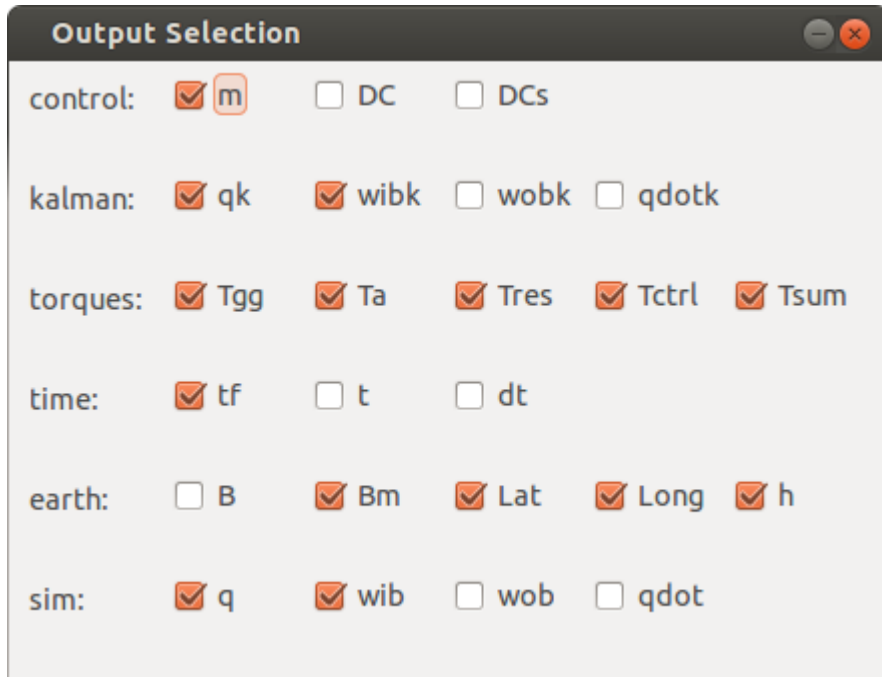 Output Selection
control: m DC DCs
kalman: qk wibk wobk qdotk
torques: Tgg Ta Tres Tctrl Tsum
time: tf t dt
earth: B Bm Lat Long h
sim: q wib wob qdot